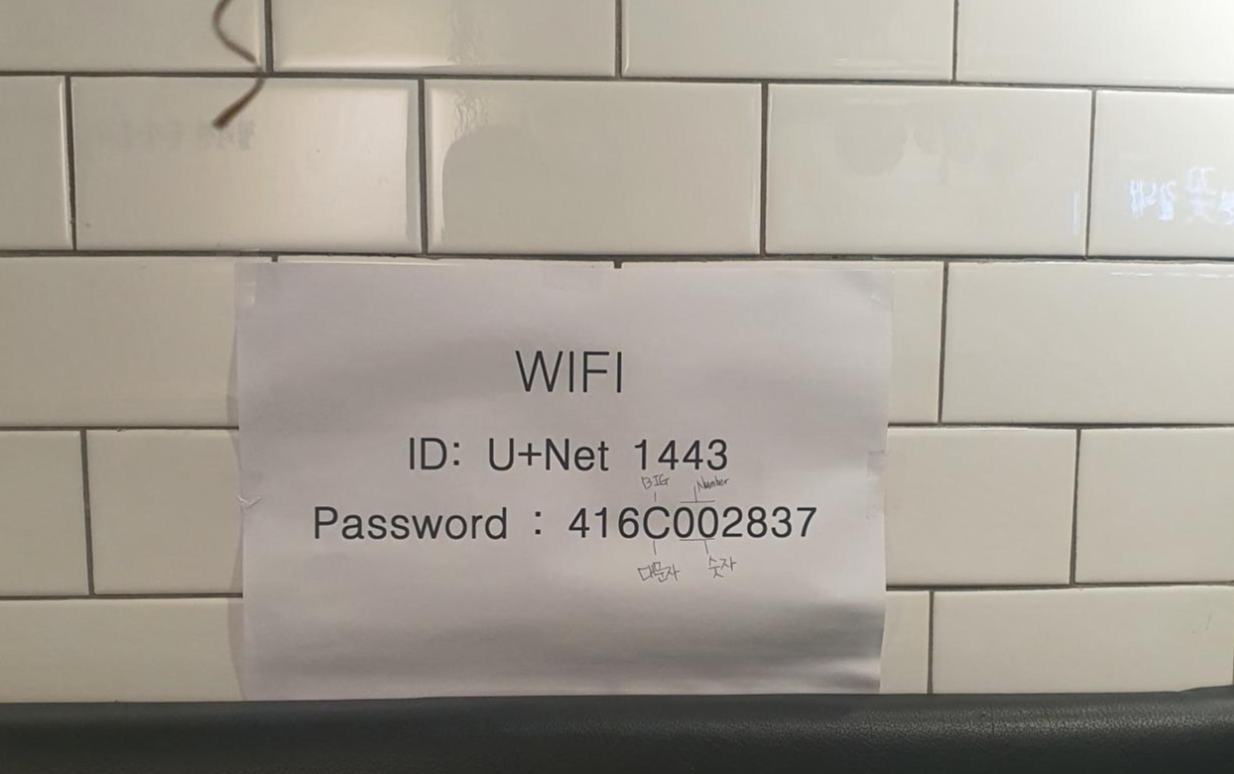 WIFI
ID: U+Net 1443
BIG Number
Password : 416C002837
대문자 숫자